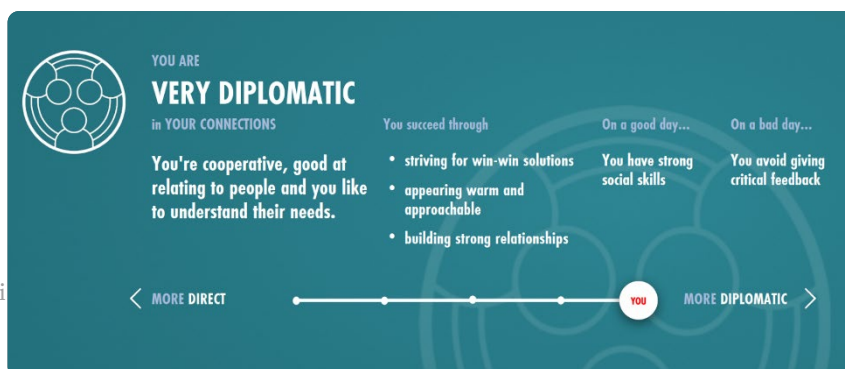 YOU ARE
VERY DIPLOMATIC
in YOUR CONNECTIONS
You're cooperative, good at
relating to people and you like
to understand their needs.
You succeed through
• striving for win-win solutions
• appearing warm and
approachable
• building strong relationships
On a good day...
You have strong
social skills
On a bad day...
You avoid giving
critical feedback
i
MORE DIRECT
YOU
MORE DIPLOMATIC